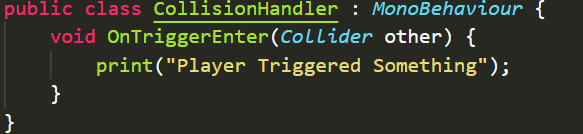 public class CollisionHandler : MonoBehaviour {
    void OnTriggerEnter(Collider other) {
        print("Player Triggered Something");
    }
}